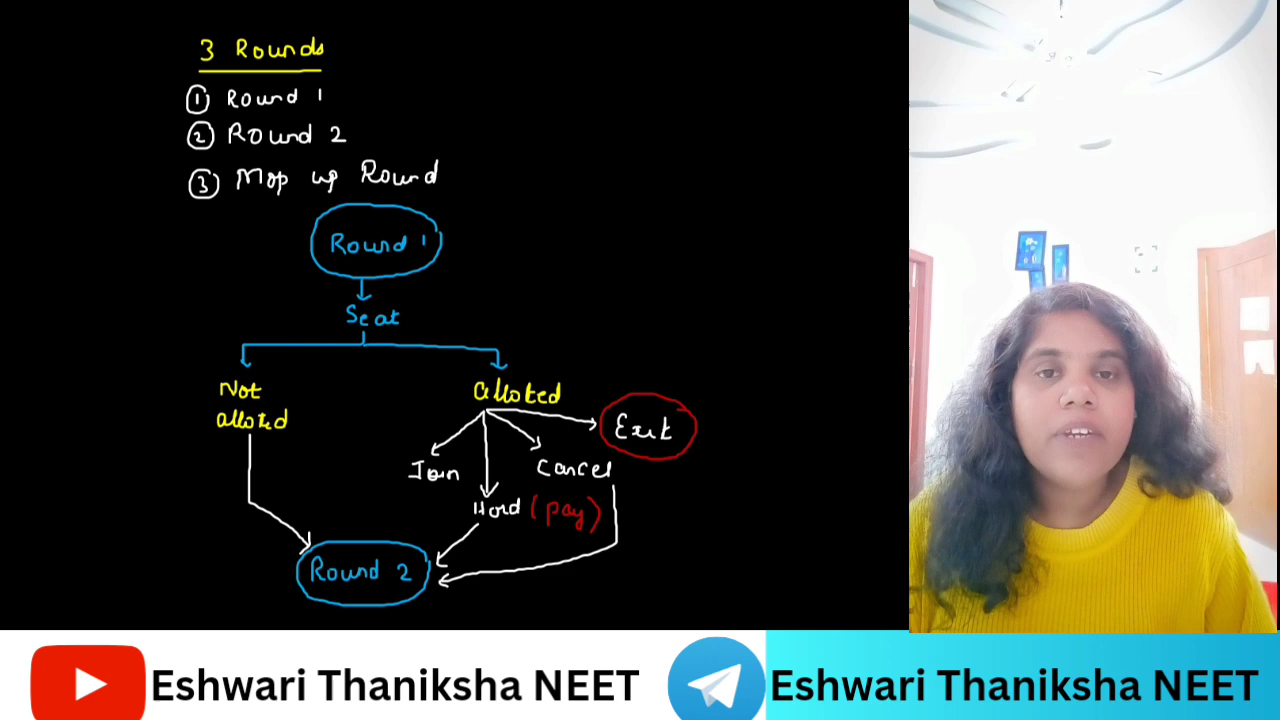 3 Rounds
① Round 1
② Round 2
③ Mop up Round
Round 1
Seat
Not
alloted
alloted
Exit
Join
Cancel
Hold (pay)
Round 2
Eshwari Thaniksha NEET
Eshwari Thaniksha NEET